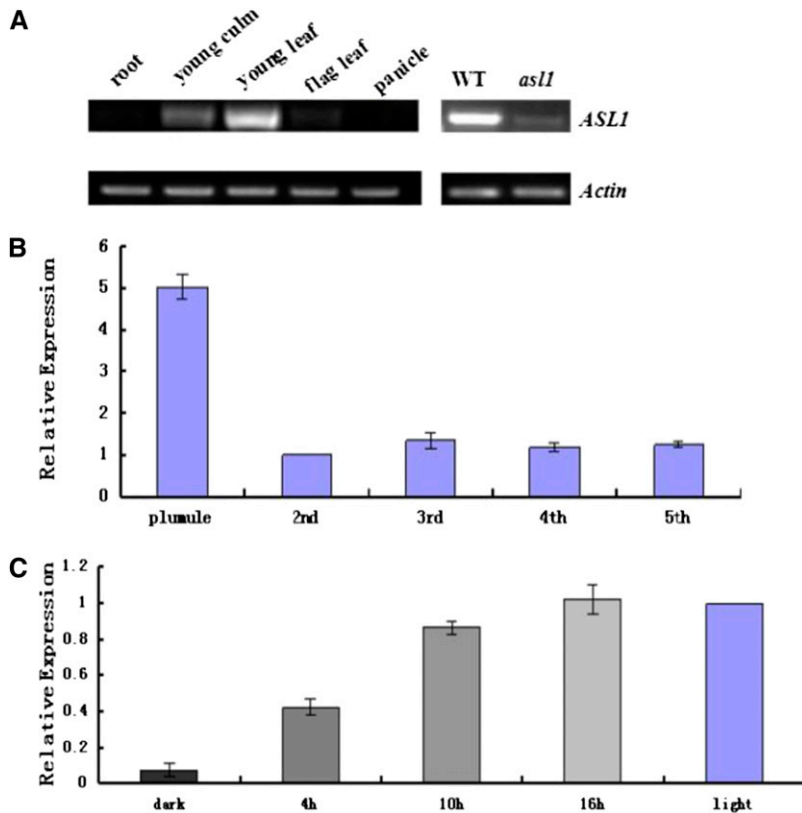 A
root young culm young leaf flag leaf panicle WT asl1
ASL1
Actin
B
Relative Expression
6
5
4
3
2
1
0
plumule 2nd 3rd 4th 5th
C
Relative Expression
1.2
1
0.8
0.6
0.4
0.2
0
dark 4h 10h 16h light